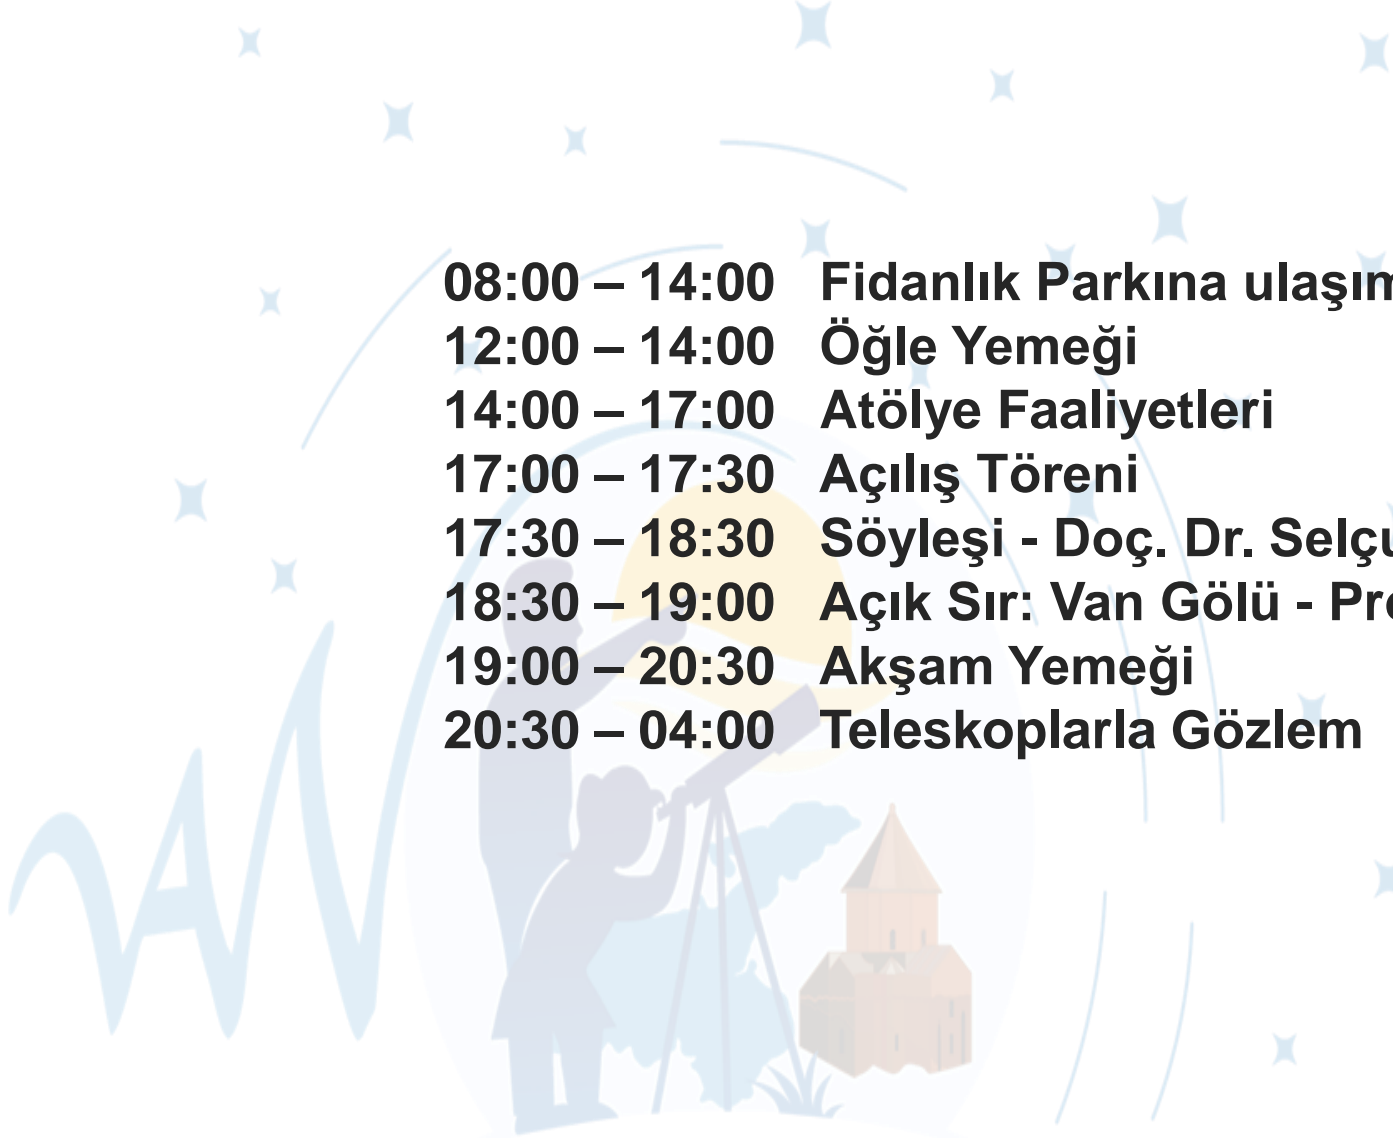 08:00 – 14:00 Fidanlık Parkına
12:00 – 14:00 Öğle Yemeği
14:00 – 17:00 Atölye Faaliyetleri
17:00 – 17:30 Açılış Töreni
17:30 – 18:30 Söyleşi - Doç. Dr.
18:30 – 19:00 Açık Sır: Van Gölü -
19:00 – 20:30 Akşam Yemeği
20:30 – 04:00 Teleskoplarla Gözlem
VAN